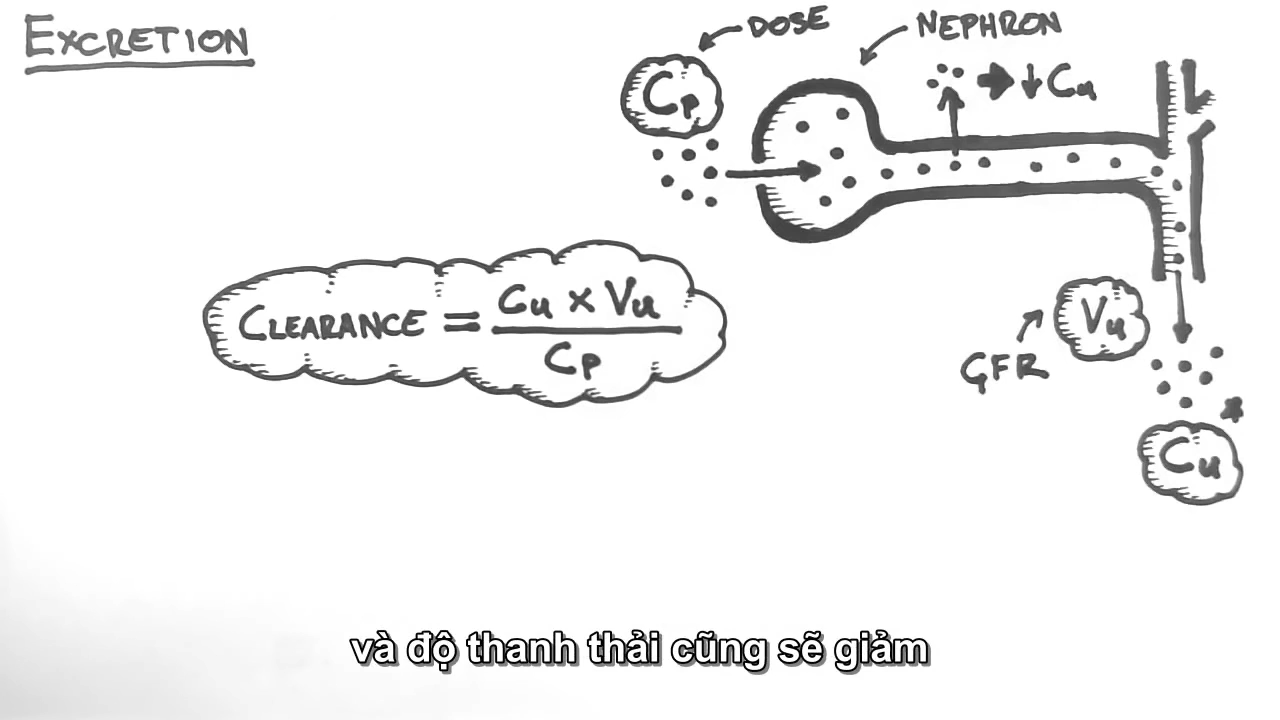 EXCRETION
DOSE
NEPHRON
Cp
↓ Cu
CLEARANCE = Cu x Vu
Cp
Vu
GFR
Cu *
và độ thanh thải cũng sẽ giảm